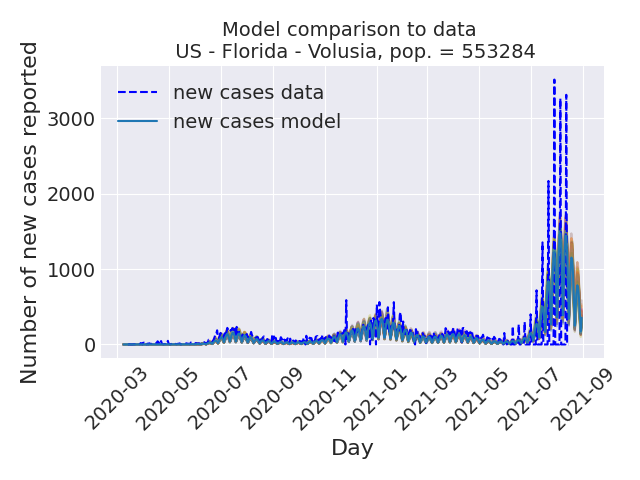 Model comparison to data
US - Florida - Volusia, pop. = 553284
Number of new cases reported
new cases data
new cases model
3000
2000
1000
0
2020-03
2020-05
2020-07
2020-09
2020-11
2021-01
2021-03
2021-05
2021-07
2021-09
Day